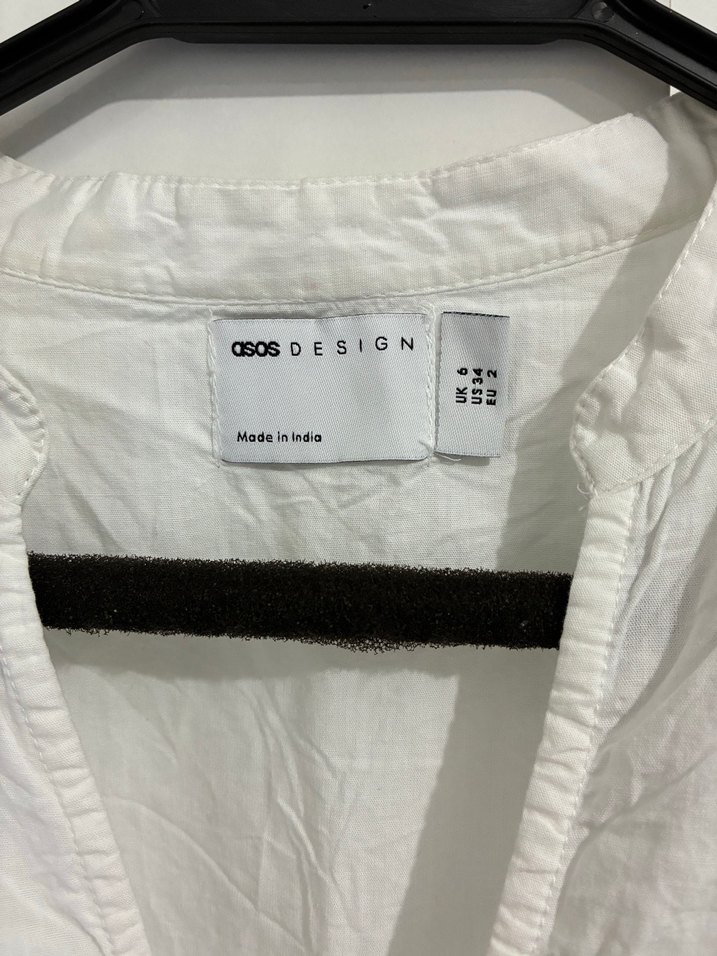 asos DESIGN
Made in India
UK 6
US 34
EU 2